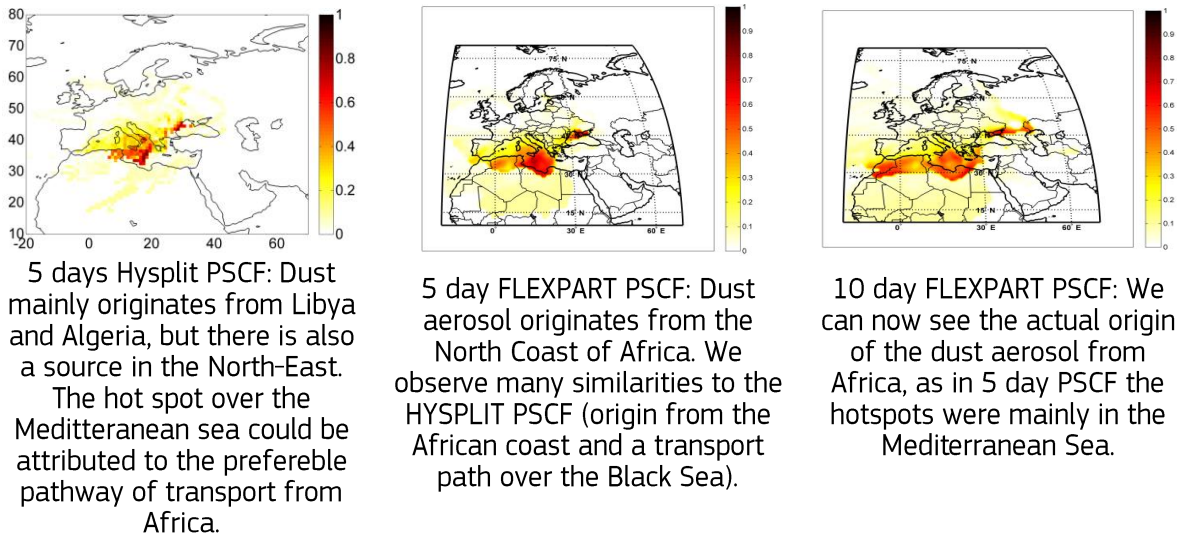 80
70
60
50
40
30
20
10
-20
0
20
40
60
1
0.8
0.6
0.4
0.2
0
75° N
N
30° N
15° N
0°
30° E
60° E
1
0.9
0.8
0.7
0.6
0.5
0.4
0.3
0.2
0.1
0
75° N
N
30° N
15° N
0°
30° E
60° E
1
0.9
0.8
0.7
0.6
0.5
0.4
0.3
0.2
0.1
0
5 days Hysplit PSCF: Dust
mainly originates from Libya
and Algeria, but there is also
a source in the North-East.
The hot spot over the
Meditteranean sea could be
attributed to the prefereble
pathway of transport from
Africa.
5 day FLEXPART PSCF: Dust
aerosol originates from the
North Coast of Africa. We
observe many similarities to the
HYSPLIT PSCF (origin from the
African coast and a transport
path over the Black Sea).
10 day FLEXPART PSCF: We
can now see the actual origin
of the dust aerosol from
Africa, as in 5 day PSCF the
hotspots were mainly in the
Mediterranean Sea.